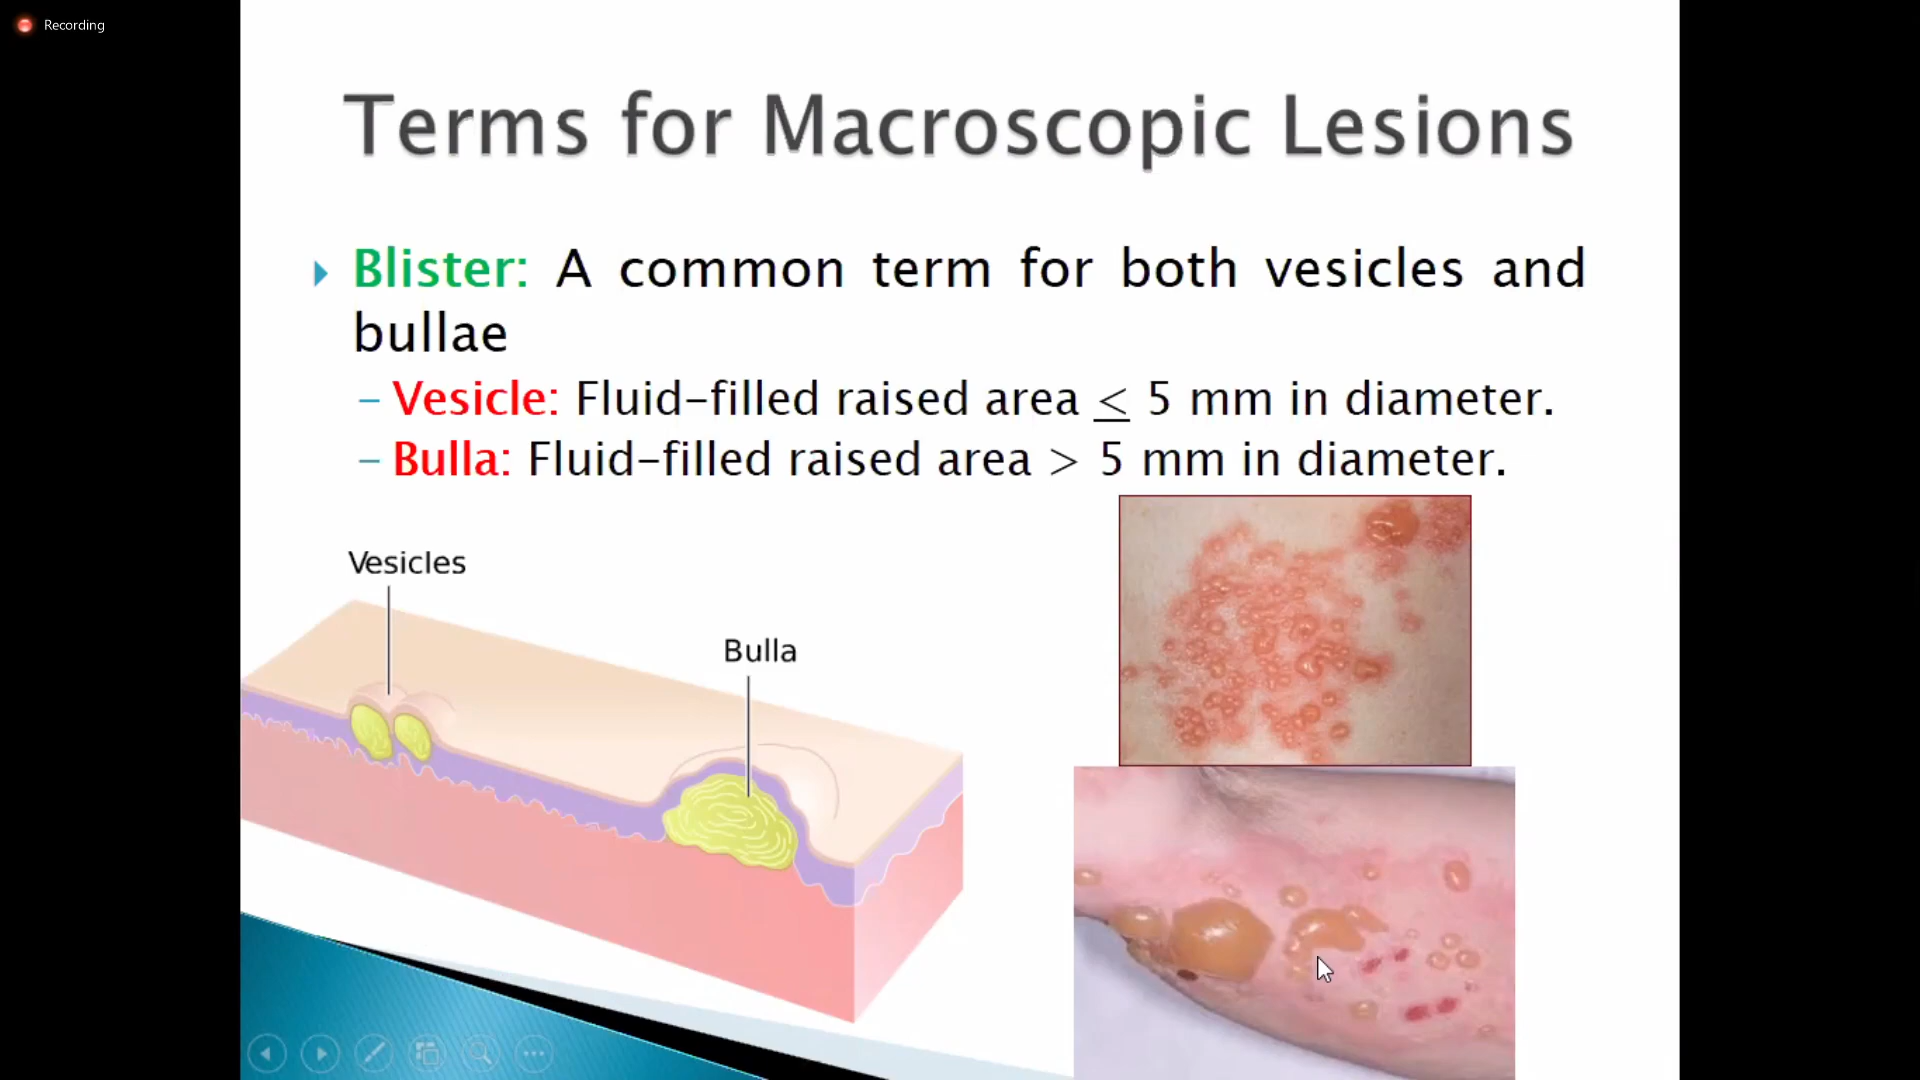 Recording
Terms for Macroscopic Lesions
Blister: A common term for both vesicles and
bullae
– Vesicle: Fluid-filled raised area ≤ 5 mm in diameter.
– Bulla: Fluid-filled raised area > 5 mm in diameter.
Vesicles
Bulla